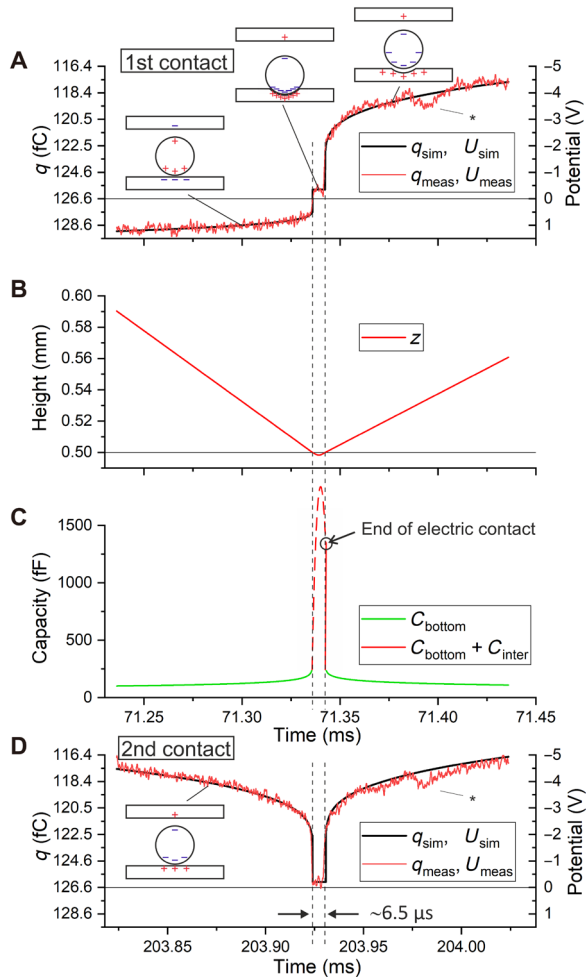 A
1st contact
116.4
118.4
120.5
122.5
124.6
126.6
128.6
q (fC)
-5
-4
-3
-2
-1
0
1
Potential (V)
*
q_sim, U_sim
q_meas, U_meas
B
0.60
0.58
0.56
0.54
0.52
0.50
Height (mm)
z
C
1500
1000
500
0
Capacity (fF)
End of electric contact
C_bottom
C_bottom + C_inter
71.25 71.30 71.35 71.40 71.45
Time (ms)
D
2nd contact
116.4
118.4
120.5
122.5
124.6
126.6
128.6
q (fC)
-5
-4
-3
-2
-1
0
1
Potential (V)
*
q_sim, U_sim
q_meas, U_meas
~6.5 µs
203.85 203.90 203.95 204.00
Time (ms)